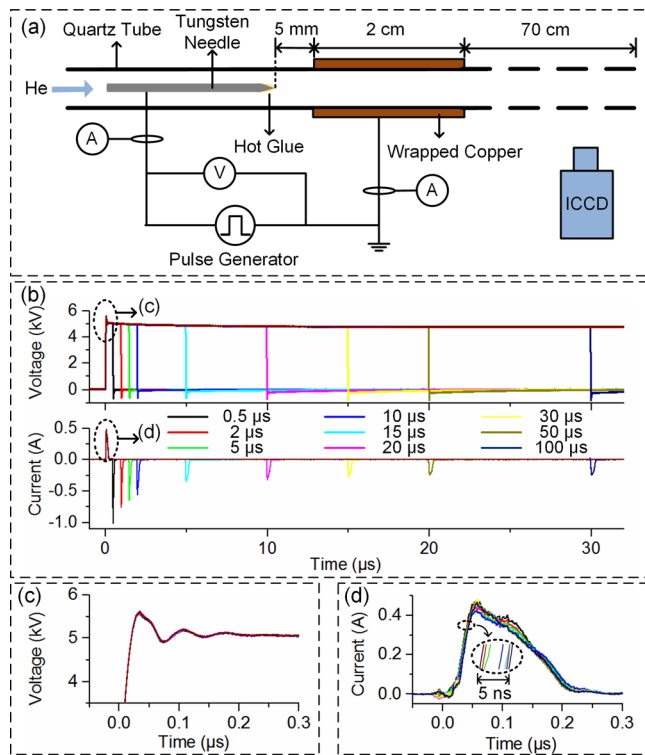 (a)
Quartz Tube
Tungsten
Needle
5 mm
2 cm
70 cm
He
A
Hot Glue
Wrapped Copper
V
A
ICCD
Pulse Generator
(b)
Voltage (kV)
6
4
2
0
(c)
0.5 µs
10 µs
30 µs
2 µs
15 µs
50 µs
5 µs
20 µs
100 µs
Current (A)
0.5
0.0
-0.5
-1.0
(d)
0
10
20
30
Time (µs)
(c)
Voltage (kV)
6
5
4
0.0
0.1
0.2
0.3
Time (µs)
(d)
Current (A)
0.4
0.2
0.0
5 ns
0.0
0.1
0.2
0.3
Time (µs)